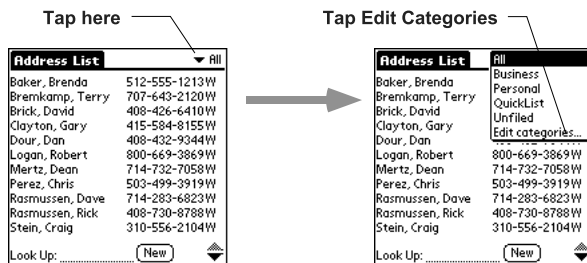 Tap here
Address List ▼ All
Baker, Brenda 512-555-1213W
Bremkamp, Terry 707-643-2120W
Brick, David 408-426-6410W
Clayton, Gary 415-584-8155W
Dour, Dan 408-432-9344W
Logan, Robert 800-669-3869W
Mertz, Dean 714-732-7058W
Perez, Chris 503-499-3919W
Rasmussen, Dave 714-283-6823W
Rasmussen, Rick 408-730-8788W
Stein, Craig 310-556-2104W
Look Up: New
Tap Edit Categories
Address List All
Baker, Brenda Business
Bremkamp, Terry Personal
Brick, David QuickList
Clayton, Gary Unfiled
Dour, Dan Edit categories...
Logan, Robert 800-669-3869W
Mertz, Dean 714-732-7058W
Perez, Chris 503-499-3919W
Rasmussen, Dave 714-283-6823W
Rasmussen, Rick 408-730-8788W
Stein, Craig 310-556-2104W
Look Up: New